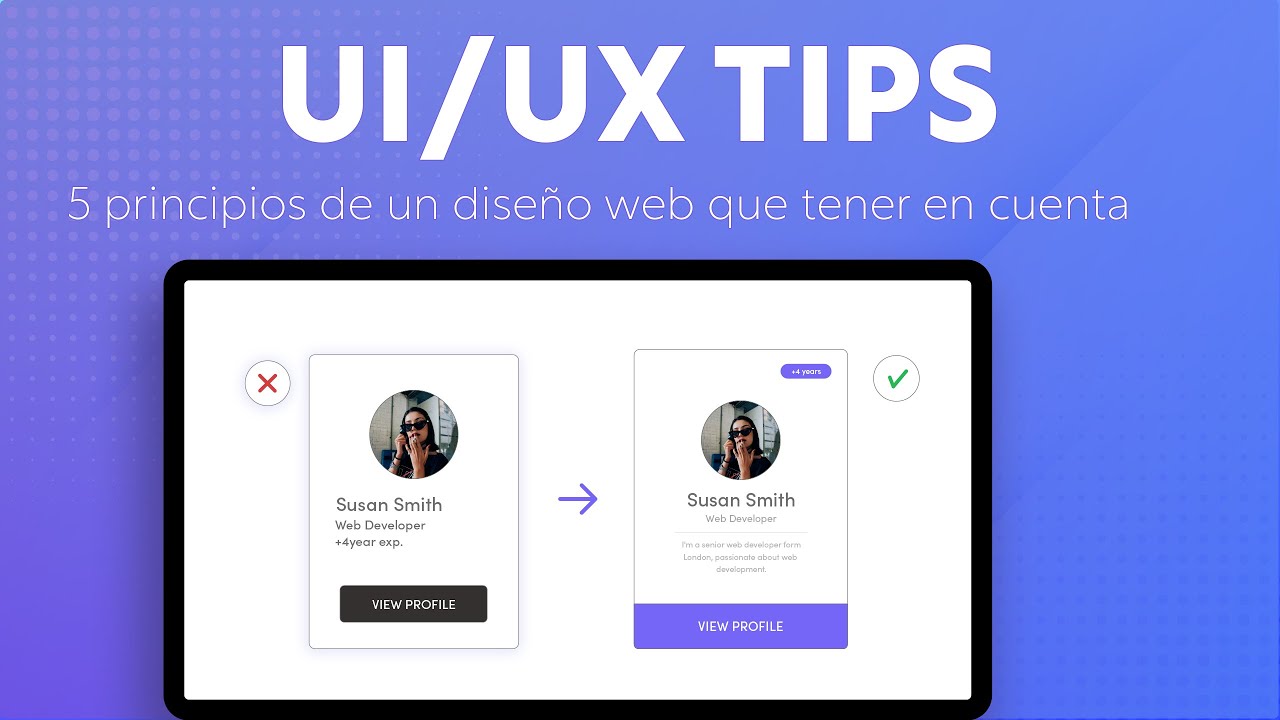 UI/UX TIPS
5 principios de un diseño web que tener en cuenta
Susan Smith
Web Developer
+4year exp.
VIEW PROFILE
+4 years
Susan Smith
Web Developer
I'm a senior web developer form
London, passionate about web
development.
VIEW PROFILE